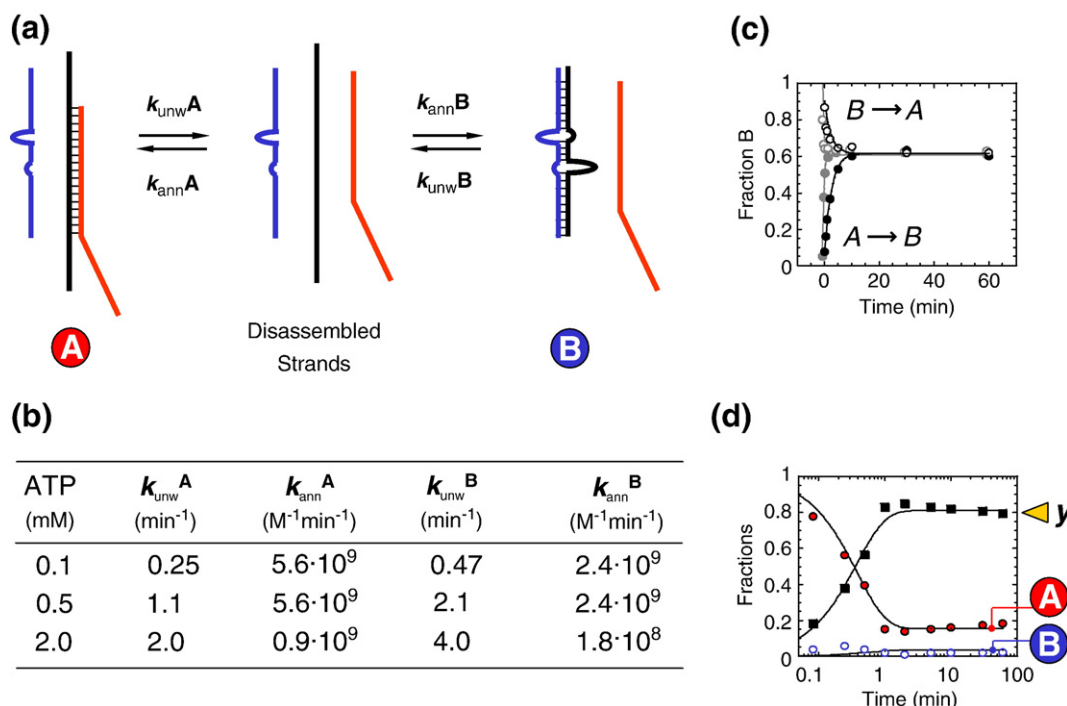 (a)
k_unw A
k_ann A
k_ann B
k_unw B
Disassembled
Strands
A
B
(b)
ATP k_unw^A k_ann^A k_unw^B k_ann^B
(mM) (min⁻¹) (M⁻¹min⁻¹) (min⁻¹) (M⁻¹min⁻¹)
0.1 0.25 5.6·10⁹ 0.47 2.4·10⁹
0.5 1.1 5.6·10⁹ 2.1 2.4·10⁹
2.0 2.0 0.9·10⁹ 4.0 1.8·10⁸
(c)
Fraction B
1
0.8
0.6
0.4
0.2
0
B → A
A → B
0 20 40 60
Time (min)
(d)
Fractions
1
0.8
0.6
0.4
0.2
0
y
A
B
0.1 1 10 100
Time (min)